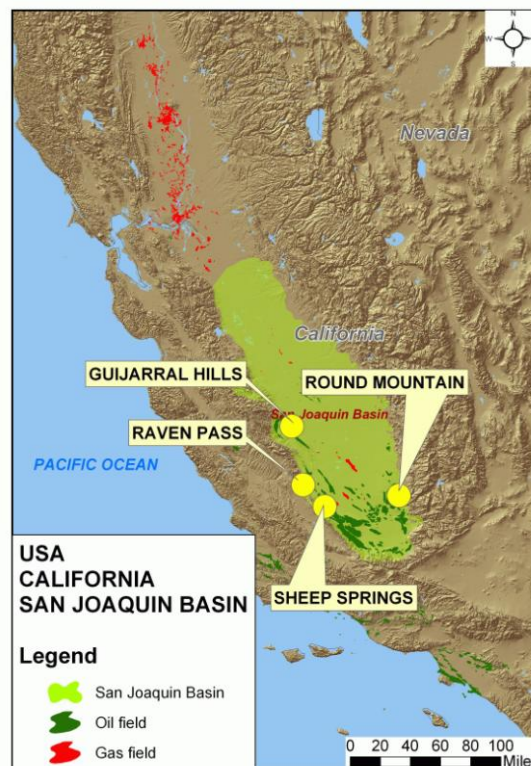 N
W
E
S
Nevada
California
GUIJARRAL HILLS
ROUND MOUNTAIN
San Joaquin Basin
RAVEN PASS
PACIFIC OCEAN
SHEEP SPRINGS
USA
CALIFORNIA
SAN JOAQUIN BASIN
Legend
San Joaquin Basin
Oil field
Gas field
0 20 40 60 80 100
Mile